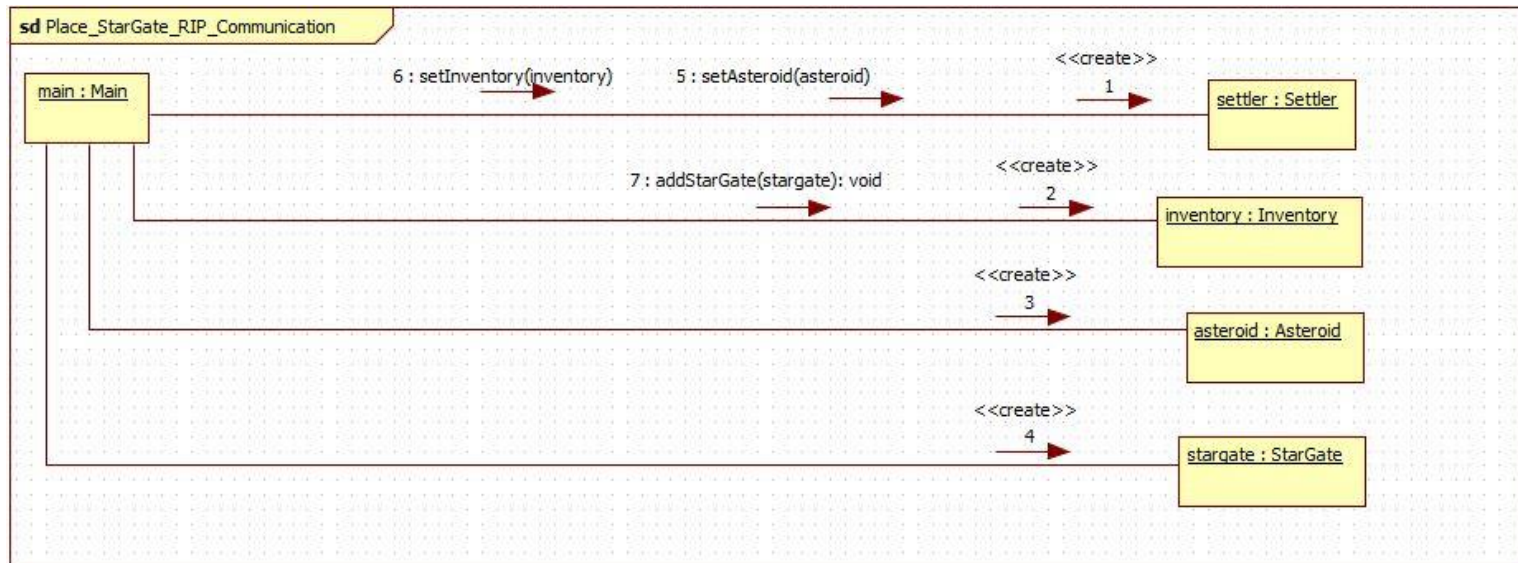 sd Place_StarGate_RIP_Communication
<<create>>
6 : setInventory(inventory)
5 : setAsteroid(asteroid)
1
main : Main
settler : Settler
<<create>>
7 : addStarGate(stargate): void
2
inventory : Inventory
<<create>>
3
asteroid : Asteroid
<<create>>
4
stargate : StarGate